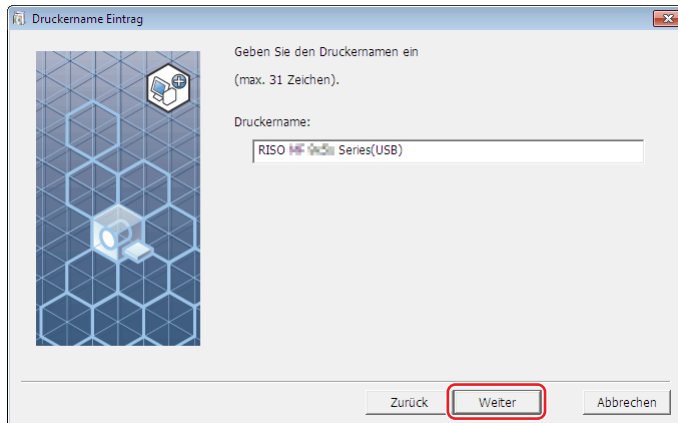 Druckername Eintrag
Geben Sie den Druckernamen ein
(max. 31 Zeichen).
Druckername:
RISO Series(USB)
Zurück
Weiter
Abbrechen